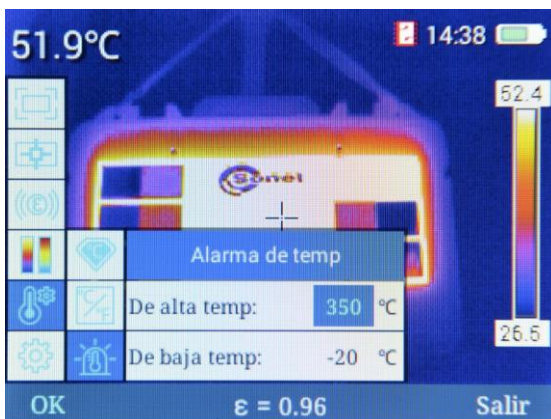 51.9°C
14:38
52.4
Sonel
((ε))
Alarma de temp
°C
°C/°F
De alta temp: 350 °C
26.6
De baja temp: -20 °C
OK ε = 0.96 Salir